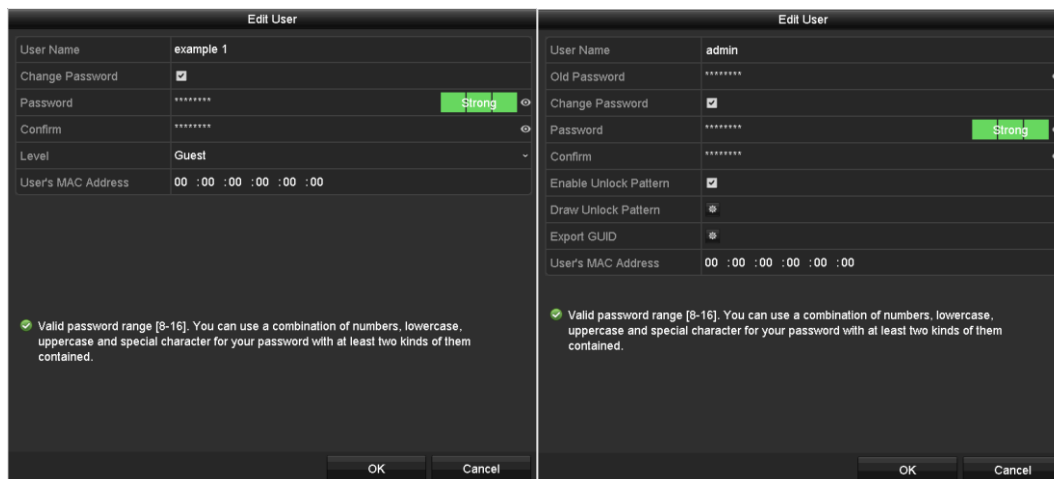 Edit User
User Name example 1
Change Password
Password ******** Strong
Confirm ********
Level Guest
User's MAC Address 00 :00 :00 :00 :00 :00
Valid password range [8-16]. You can use a combination of numbers, lowercase,
uppercase and special character for your password with at least two kinds of them
contained.
OK Cancel
Edit User
User Name admin
Old Password ********
Change Password
Password ******** Strong
Confirm ********
Enable Unlock Pattern
Draw Unlock Pattern
Export GUID
User's MAC Address 00 :00 :00 :00 :00 :00
Valid password range [8-16]. You can use a combination of numbers, lowercase,
uppercase and special character for your password with at least two kinds of them
contained.
OK Cancel